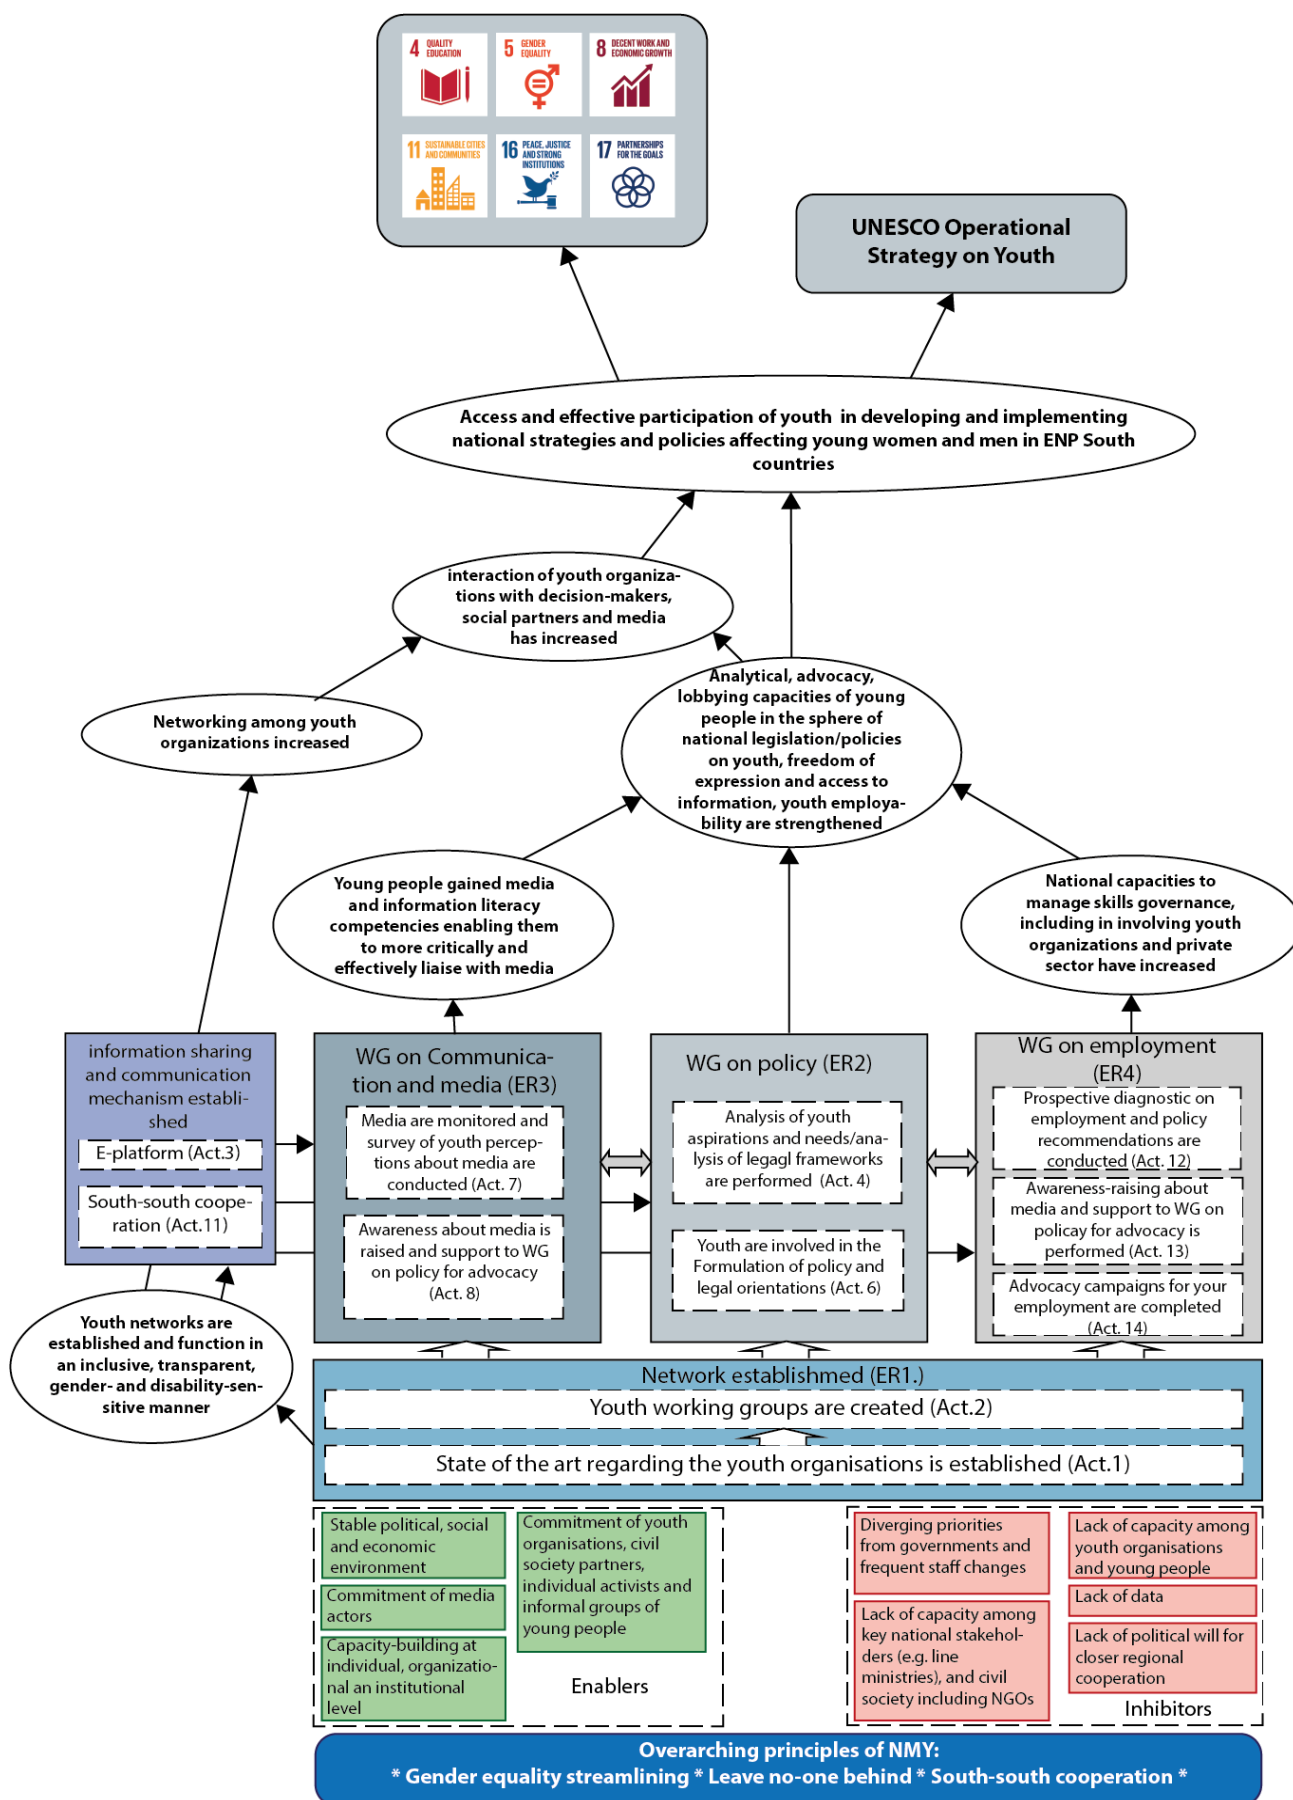 4 QUALITY
EDUCATION
5 GENDER
EQUALITY
8 DECENT WORK AND
ECONOMIC GROWTH
11 SUSTAINABLE CITIES
AND COMMUNITIES
16 PEACE, JUSTICE
AND STRONG
INSTITUTIONS
17 PARTNERSHIPS
FOR THE GOALS
UNESCO Operational
Strategy on Youth
Access and effective participation of youth in developing and implementing
national strategies and policies affecting young women and men in ENP South
countries
interaction of youth organiza-
tions with decision-makers,
social partners and media
has increased
Networking among youth
organizations increased
Analytical, advocacy,
lobbying capacities of young
people in the sphere of
national legislation/policies
on youth, freedom of
expression and access to
information, youth employa-
bility are strengthened
Young people gained media
and information literacy
competencies enabling them
to more critically and
effectively liaise with media
National capacities to
manage skills governance,
including in involving youth
organizations and private
sector have increased
information sharing
and communication
mechanism establi-
shed
E-platform (Act.3)
South-south coope-
ration (Act.11)
WG on Communica-
tion and media (ER3)
Media are monitored and
survey of youth percep-
tions about media are
conducted (Act. 7)
Awareness about media is
raised and support to WG
on policy for advocacy
(Act. 8)
WG on policy (ER2)
Analysis of youth
aspirations and needs/ana-
lysis of legagl frameworks
are performed (Act. 4)
Youth are involved in the
Formulation of policy and
legal orientations (Act. 6)
WG on employment
(ER4)
Prospective diagnostic on
employment and policy
recommendations are
conducted (Act. 12)
Awareness-raising about
media and support to WG on
policay for advocacy is
performed (Act. 13)
Advocacy campaigns for your
employment are completed
(Act. 14)
Youth networks are
established and function in
an inclusive, transparent,
gender- and disability-sen-
sitive manner
Network establishmed (ER1.)
Youth working groups are created (Act.2)
State of the art regarding the youth organisations is established (Act.1)
Stable political, social
and economic
environment
Commitment of media
actors
Capacity-building at
individual, organizatio-
nal an institutional
level
Commitment of youth
organisations, civil
society partners,
individual activists and
informal groups of
young people
Enablers
Diverging priorities
from governments and
frequent staff changes
Lack of capacity among
key national stakehol-
ders (e.g. line
ministries), and civil
society including NGOs
Lack of capacity among
youth organisations
and young people
Lack of data
Lack of political will for
closer regional
cooperation
Inhibitors
Overarching principles of NMY:
* Gender equality streamlining * Leave no-one behind * South-south cooperation *